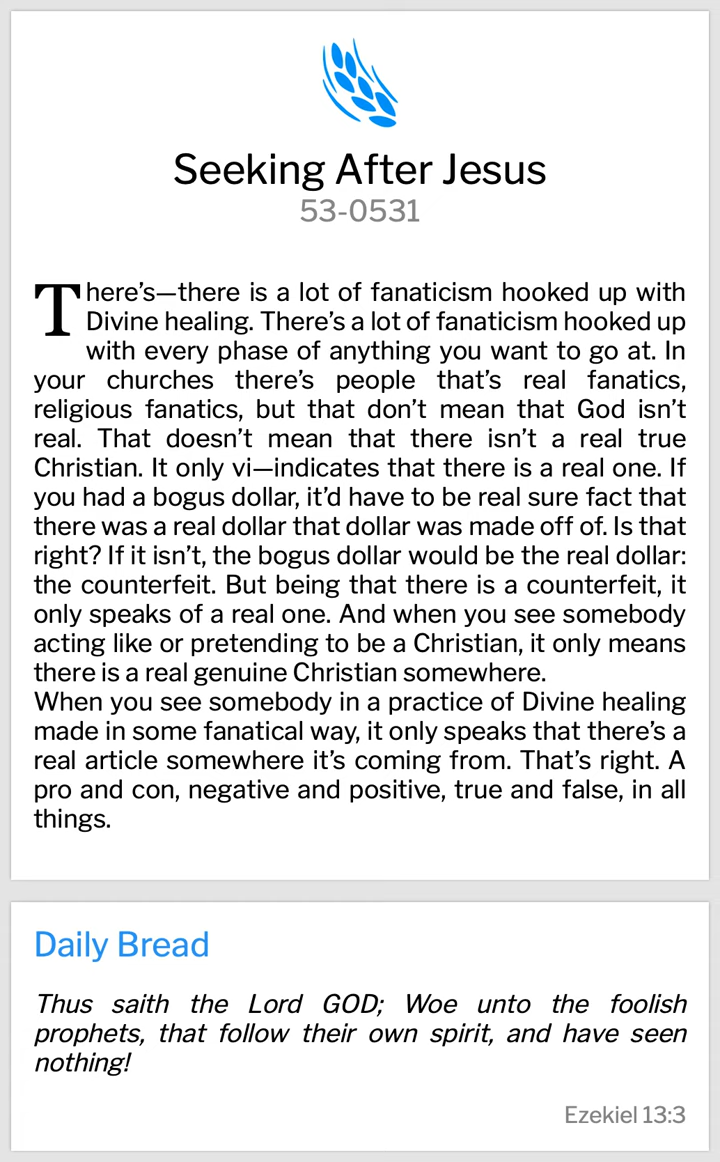 Seeking After Jesus
53-0531
There's—there is a lot of fanaticism hooked up with
Divine healing. There's a lot of fanaticism hooked up
with every phase of anything you want to go at. In
your churches there's people that's real fanatics,
religious fanatics, but that don't mean that God isn't
real. That doesn't mean that there isn't a real true
Christian. It only vi—indicates that there is a real one. If
you had a bogus dollar, it'd have to be real sure fact that
there was a real dollar that dollar was made off of. Is that
right? If it isn't, the bogus dollar would be the real dollar:
the counterfeit. But being that there is a counterfeit, it
only speaks of a real one. And when you see somebody
acting like or pretending to be a Christian, it only means
there is a real genuine Christian somewhere.
When you see somebody in a practice of Divine healing
made in some fanatical way, it only speaks that there's a
real article somewhere it's coming from. That's right. A
pro and con, negative and positive, true and false, in all
things.
Daily Bread
Thus saith the Lord GOD; Woe unto the foolish
prophets, that follow their own spirit, and have seen
nothing!
Ezekiel 13:3